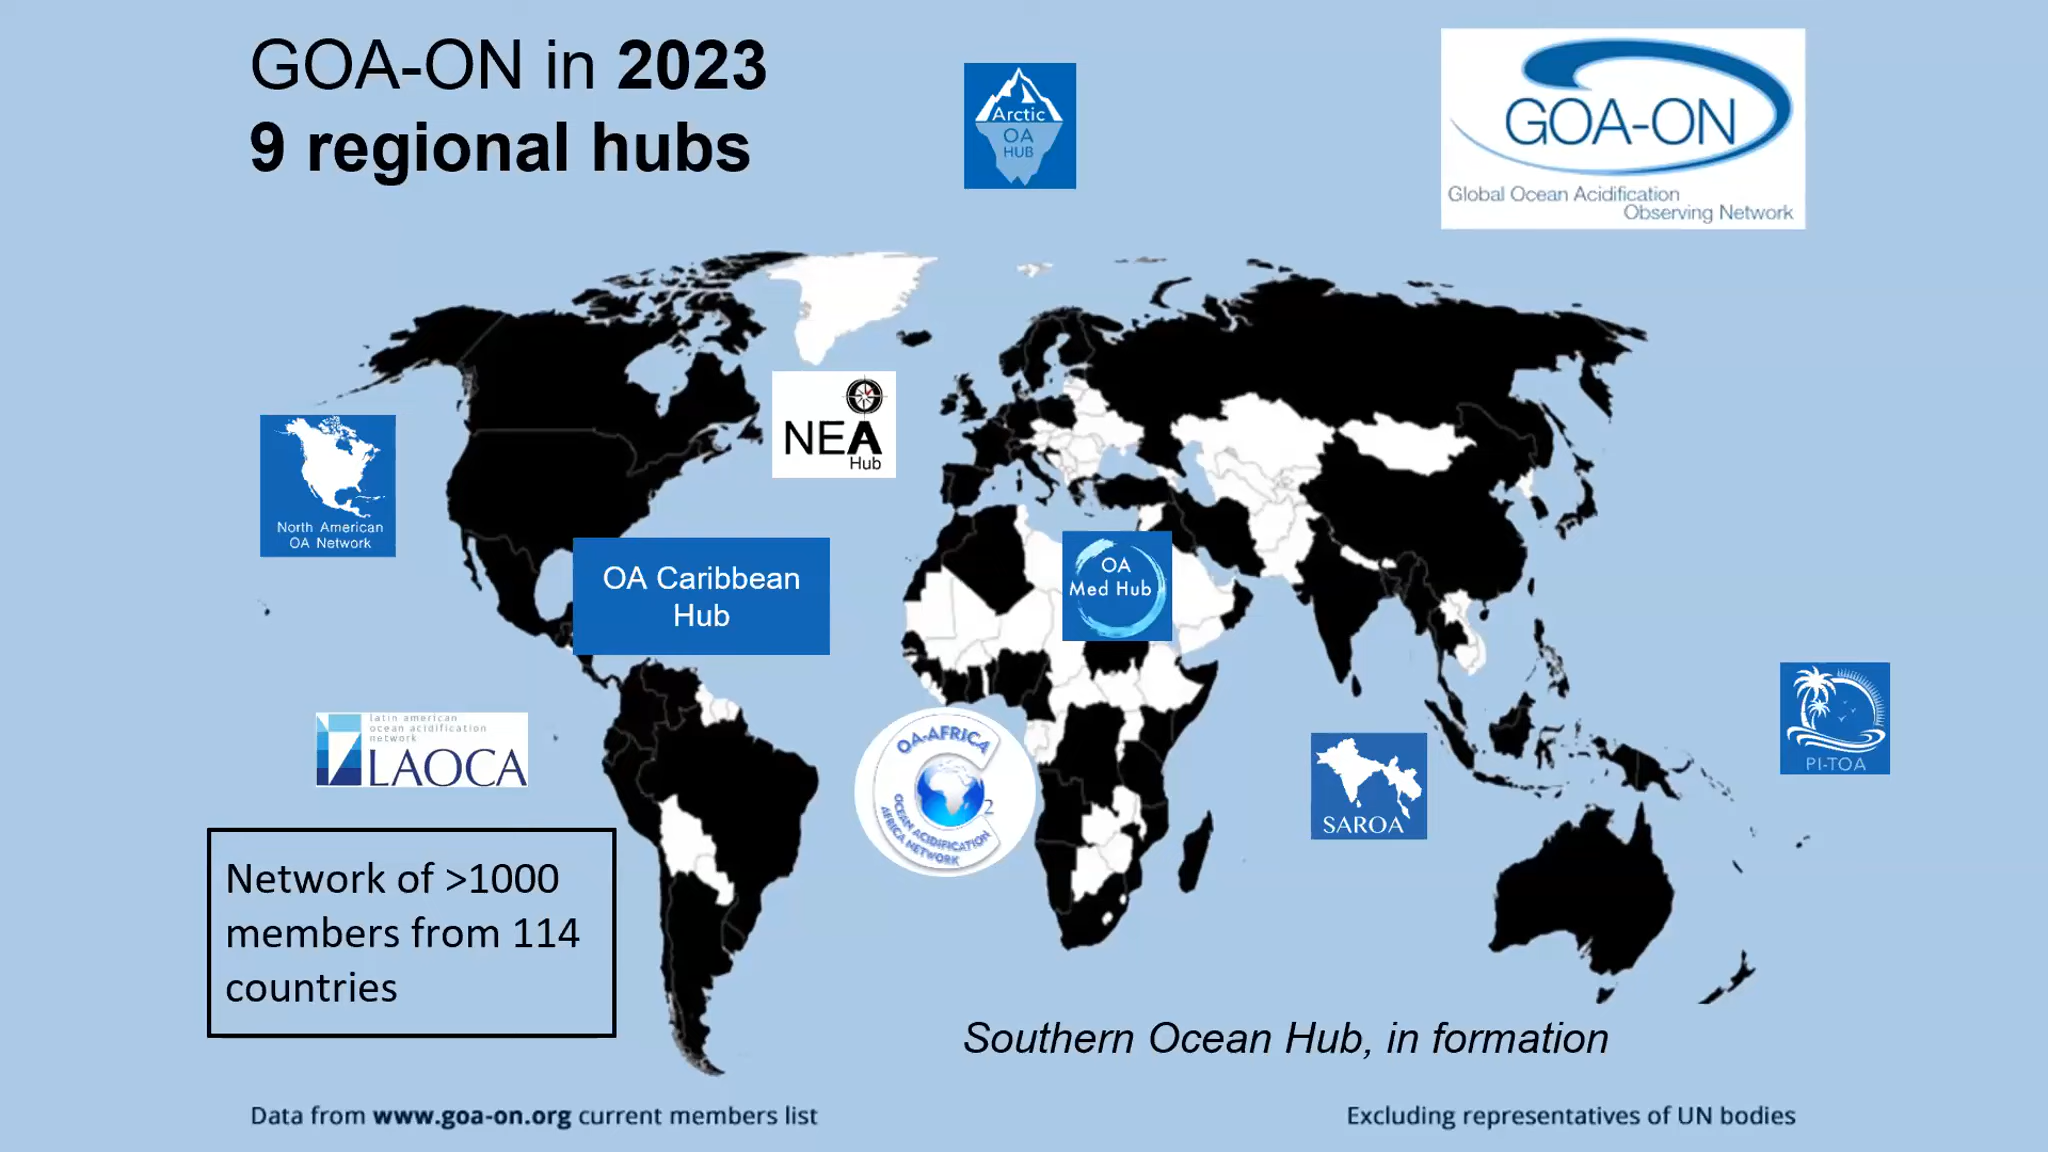 GOA-ON in 2023
9 regional hubs
Arctic
OA
HUB
GOA-ON
Global Ocean Acidification
Observing Network
NEA
Hub
North American
OA Network
OA Caribbean
Hub
OA
Med Hub
latin american
ocean acidification
network
LAOCA
OA-AFRICA
2
OCEAN ACIDIFICATION
AFRICA NETWORK
SAROA
PI-TOA
Network of >1000
members from 114
countries
Southern Ocean Hub, in formation
Data from www.goa-on.org current members list
Excluding representatives of UN bodies